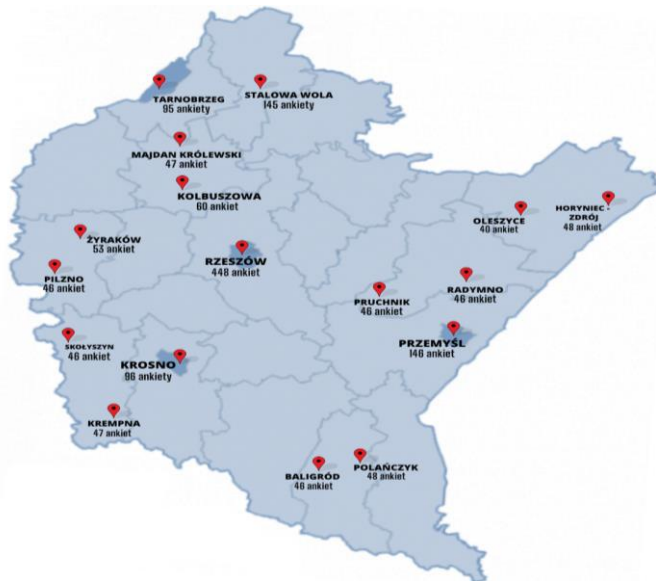 TARNOBRZEG
95 ankiety
STALOWA WOLA
145 ankiety
MAJDAN KRÓLEWSKI
47 ankiet
KOLBUSZOWA
60 ankiet
OLESZYCE
40 ankiet
HORYNIEC -
ZDRÓJ
48 ankiet
ŻYRAKÓW
53 ankiet
RZESZÓW
448 ankiet
PILZNO
46 ankiet
PRUCHNIK
46 ankiet
RADYMNO
46 ankiet
SKOŁYSZYN
46 ankiet
PRZEMYŚL
146 ankiet
KROSNO
96 ankiety
KREMPNA
47 ankiet
BALIGRÓD
46 ankiet
POLAŃCZYK
48 ankiet